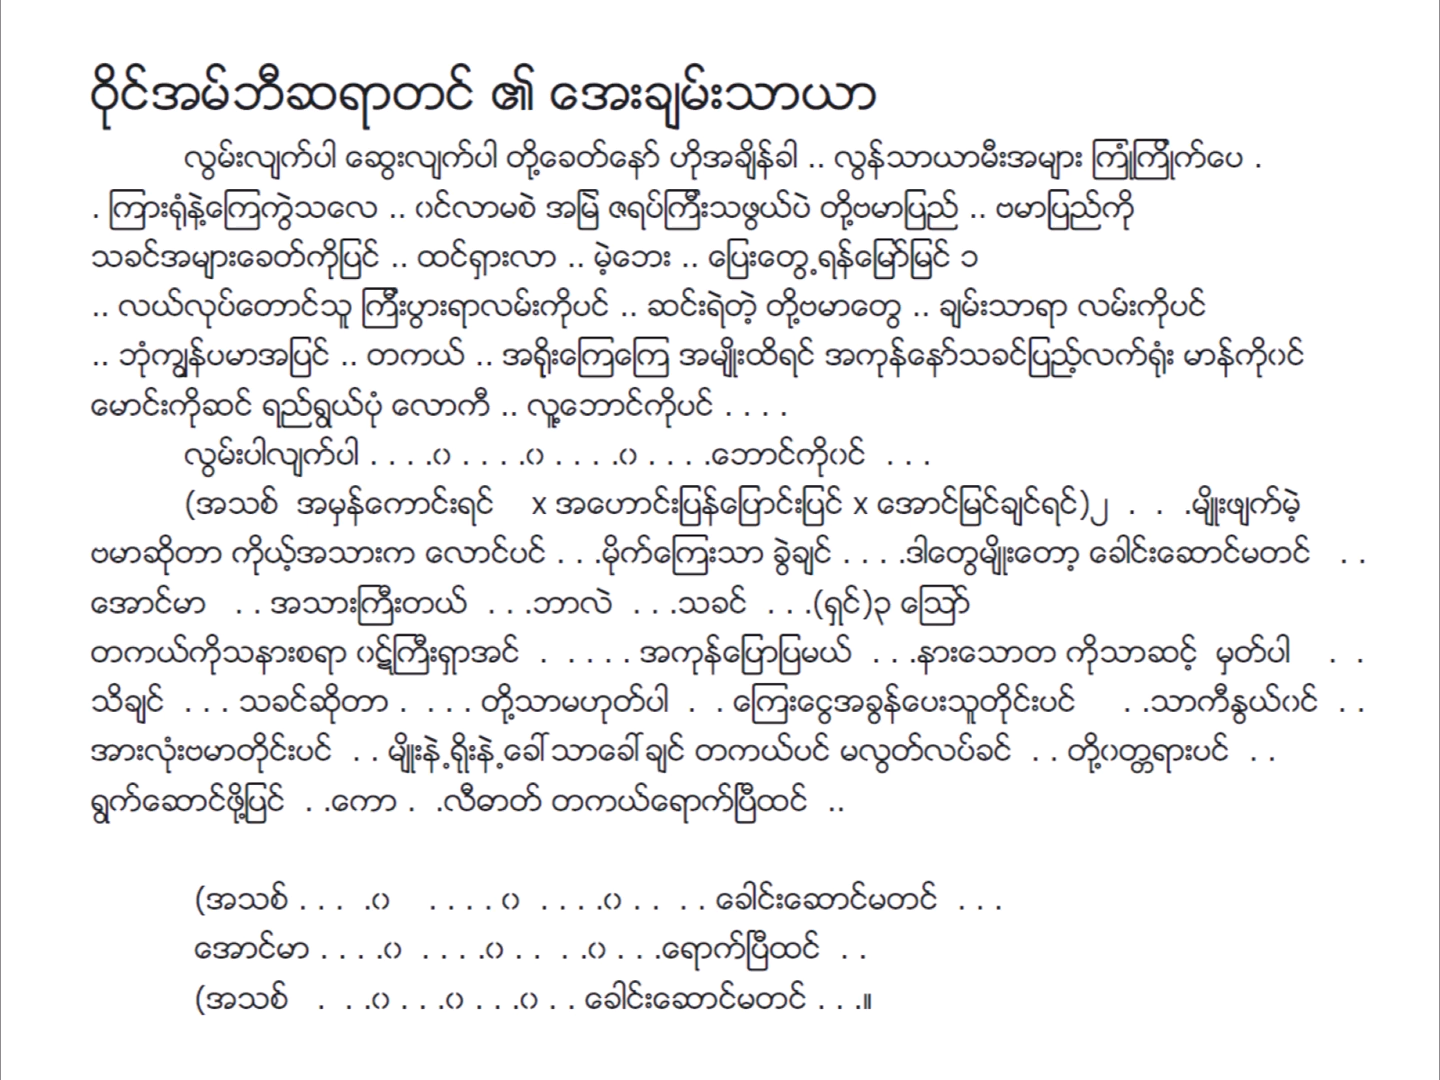 ဝိုင်အမ်ဘီဆရာတင် ၏ အေးချမ်းသာယာ
လွမ်းလျက်ပါ ဆွေးလျက်ပါ တို့ခေတ်နော် ဟိုအချိန်ခါ .. လွန်သာယာမီးအများ ကြုံကြိုက်ပေ .
. ကြားရုံနဲ့ကြေကွဲသလေ .. ဝင်လာမစဲ အမြဲ ဇရပ်ကြီးသဖွယ်ပဲ တို့ဗမာပြည် .. ဗမာပြည်ကို
သခင်အများခေတ်ကိုပြင် .. ထင်ရှားလာ .. မဲ့ဘေး .. ပြေးတွေ့ရန်မြော်မြင် ၁
.. လယ်လုပ်တောင်သူ ကြီးပွားရာလမ်းကိုပင် .. ဆင်းရဲတဲ့ တို့ဗမာတွေ .. ချမ်းသာရာ လမ်းကိုပင်
.. ဘုံကျွန်ပမာအပြင် .. တကယ် .. အရိုးကြေကြေ အမျိုးထိရင် အကုန်နော်သခင်ပြည့်လက်ရုံး မာန်ကိုဝင်
မောင်းကိုဆင် ရည်ရွယ်ပုံ လောကီ .. လူ့ဘောင်ကိုပင် . . . .
လွမ်းပါလျက်ပါ . . . .ဝ . . . .ဝ . . . .ဝ . . . .ဘောင်ကိုဝင် . . .
(အသစ် အမှန်ကောင်းရင် x အဟောင်းပြန်ပြောင်းပြင် x အောင်မြင်ချင်ရင်)၂ . . .မျိုးဖျက်မဲ့
ဗမာဆိုတာ ကိုယ့်အသားက လောင်ပင် . . .မိုက်ကြေးသာ ခွဲချင် . . . .ဒါတွေမျိုးတော့ ခေါင်းဆောင်မတင် . .
အောင်မာ . . အသားကြီးတယ် . . .ဘာလဲ . . .သခင် . . .(ရှင်)၃ သြော်
တကယ်ကိုသနားစရာ ဝဋ်ကြီးရှာအင် . . . . . အကုန်ပြောပြမယ် . . .နားသောတ ကိုသာဆင့် မှတ်ပါ . .
သိချင် . . . သခင်ဆိုတာ . . . . တို့သာမဟုတ်ပါ . . ကြေးငွေအခွန်ပေးသူတိုင်းပင် . .သာကီနွယ်ဝင် . .
အားလုံးဗမာတိုင်းပင် . . မျိုးနဲ့ရိုးနဲ့ခေါ်သာခေါ်ချင် တကယ်ပင် မလွတ်လပ်ခင် . . တို့ဝတ္တရားပင် . .
ရွက်ဆောင်ဖို့ပြင် . .ကော . .လီဓာတ် တကယ်ရောက်ပြီထင် ..
(အသစ် . . . .ဝ . . . . ဝ . . . .ဝ . . . . ခေါင်းဆောင်မတင် . . .
အောင်မာ . . . .ဝ . . . .ဝ . . . .ဝ . . .ရောက်ပြီထင် . .
(အသစ် . . .ဝ . . .ဝ . . .ဝ . . ခေါင်းဆောင်မတင် . . .။